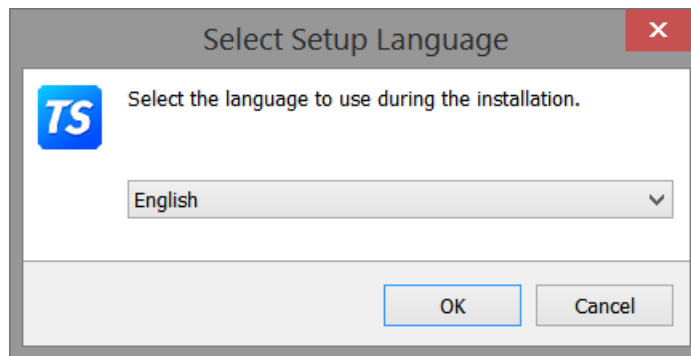 Select Setup Language
TS
Select the language to use during the installation.
English
OK
Cancel